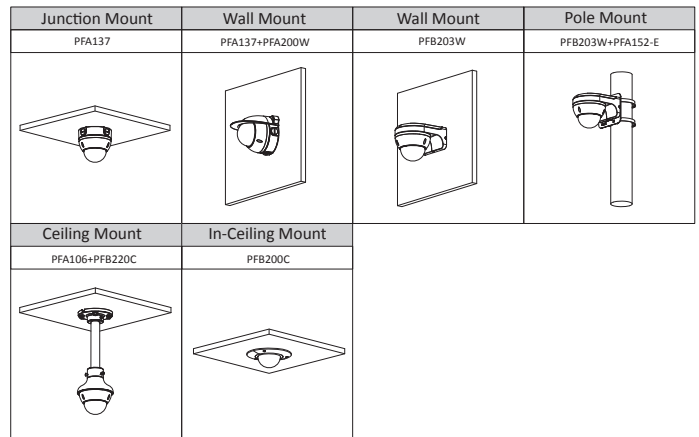 Junction Mount
Wall Mount
Wall Mount
Pole Mount
PFA137
PFA137+PFA200W
PFB203W
PFB203W+PFA152-E
Ceiling Mount
In-Ceiling Mount
PFA106+PFB220C
PFB200C